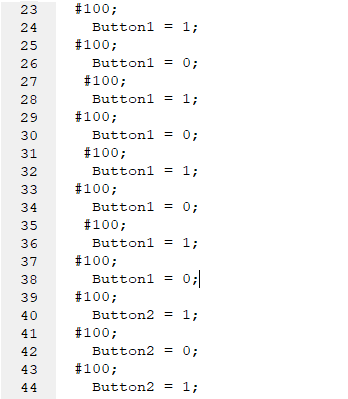 23 #100;
24 Button1 = 1;
25 #100;
26 Button1 = 0;
27 #100;
28 Button1 = 1;
29 #100;
30 Button1 = 0;
31 #100;
32 Button1 = 1;
33 #100;
34 Button1 = 0;
35 #100;
36 Button1 = 1;
37 #100;
38 Button1 = 0;
39 #100;
40 Button2 = 1;
41 #100;
42 Button2 = 0;
43 #100;
44 Button2 = 1;